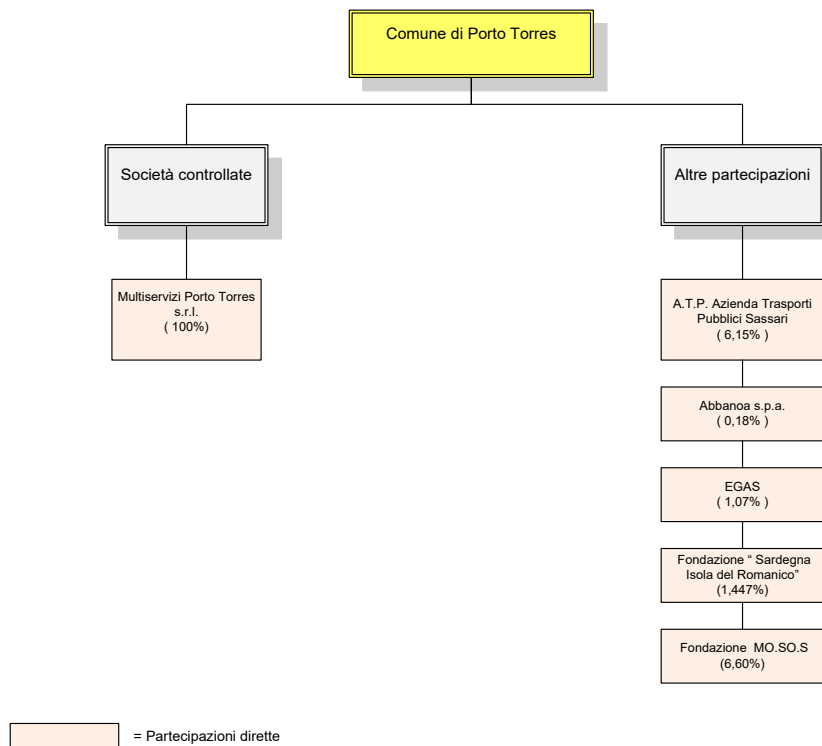 Comune di Porto Torres
Società controllate
Altre partecipazioni
Multiservizi Porto Torres
s.r.l.
( 100%)
A.T.P. Azienda Trasporti
Pubblici Sassari
( 6,15% )
Abbanoa s.p.a.
( 0,18% )
EGAS
( 1,07% )
Fondazione “ Sardegna
Isola del Romanico”
(1,447%)
Fondazione MO.SO.S
(6,60%)
= Partecipazioni dirette